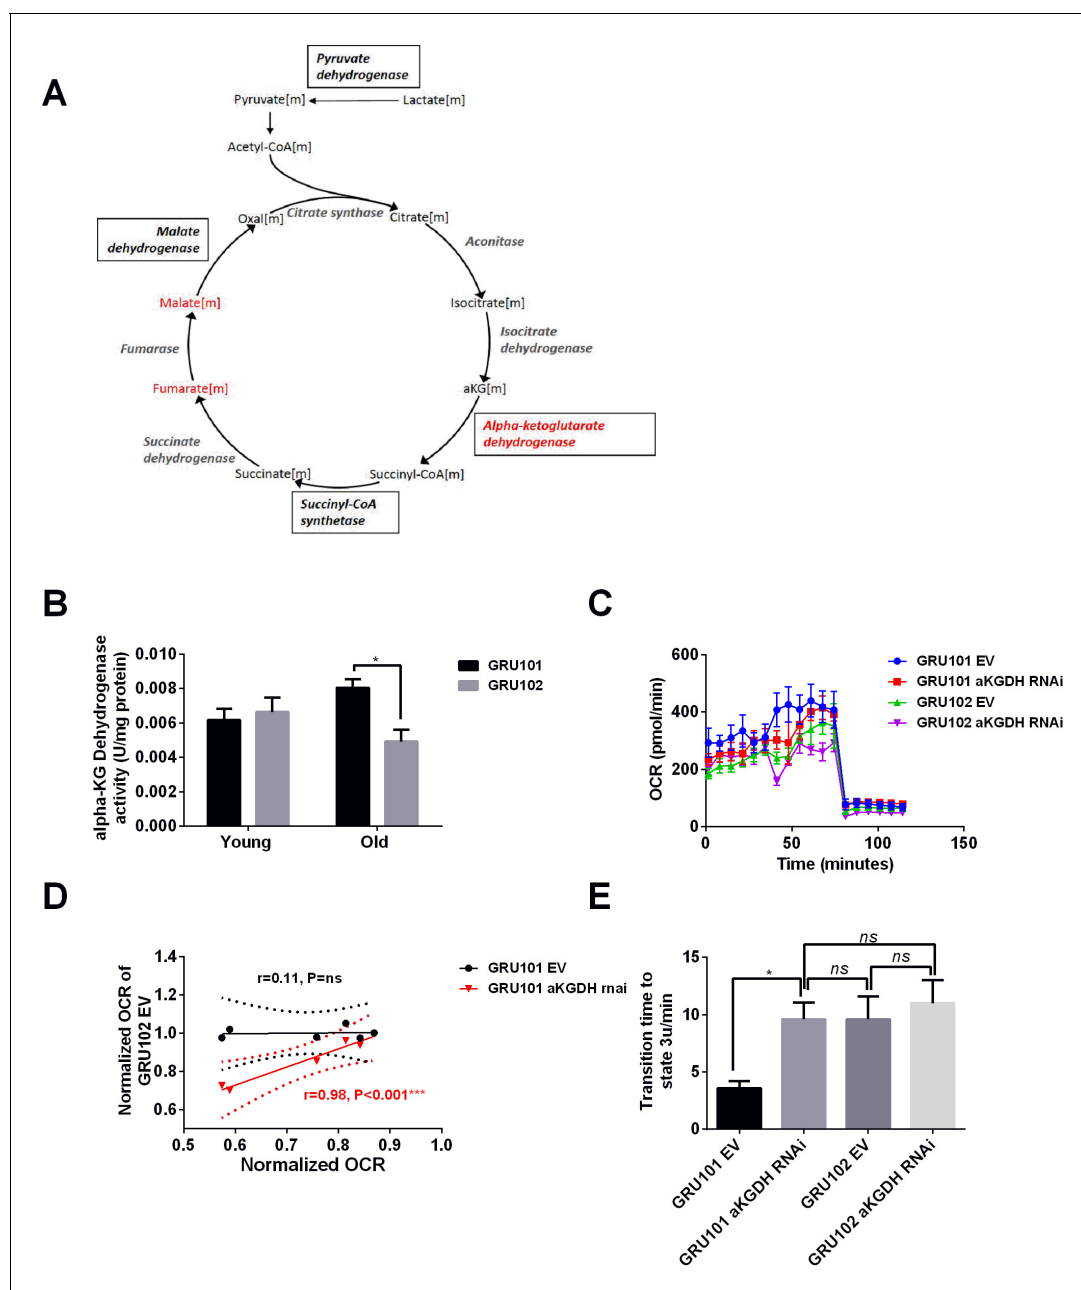 A
Pyruvate
dehydrogenase
Pyruvate[m]
Lactate[m]
Acetyl-CoA[m]
Oxal[m]
Citrate synthase
Citrate[m]
Malate
dehydrogenase
Aconitase
Malate[m]
Isocitrate[m]
Fumarase
Isocitrate
dehydrogenase
Fumarate[m]
aKG[m]
Alpha-ketoglutarate
dehydrogenase
Succinate
dehydrogenase
Succinate[m]
Succinyl-CoA[m]
Succinyl-CoA
synthetase
B
alpha-KG Dehydrogenase
activity (U/mg protein)
0.010
0.008
0.006
0.004
0.002
0.000
*
GRU101
GRU102
Young
Old
C
OCR (pmol/min)
600
400
200
0
GRU101 EV
GRU101 aKGDH RNAi
GRU102 EV
GRU102 aKGDH RNAi
0
50
100
150
Time (minutes)
D
Normalized OCR of
GRU102 EV
1.4
1.2
1.0
0.8
0.6
r=0.11, P=ns
GRU101 EV
GRU101 aKGDH rnai
r=0.98, P<0.001***
0.5
0.6
0.7
0.8
0.9
1.0
Normalized OCR
E
Transition time to
state 3u/min
15
10
5
0
*
ns
ns
ns
GRU101 EV
GRU101 aKGDH RNAi
GRU102 EV
GRU102 aKGDH RNAi